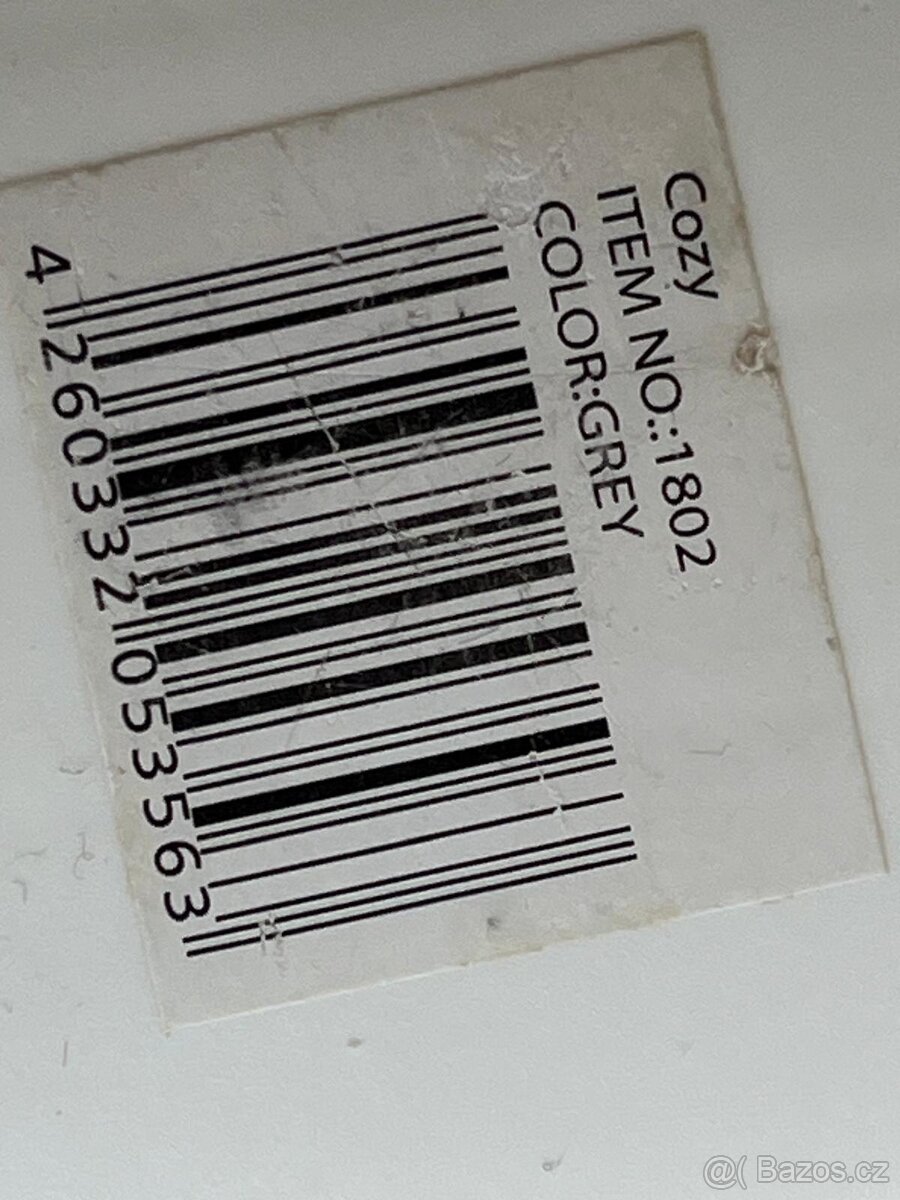 Cozy
ITEM NO.:1802
COLOR:GREY
4 260332 053563
@( Bazos.cz